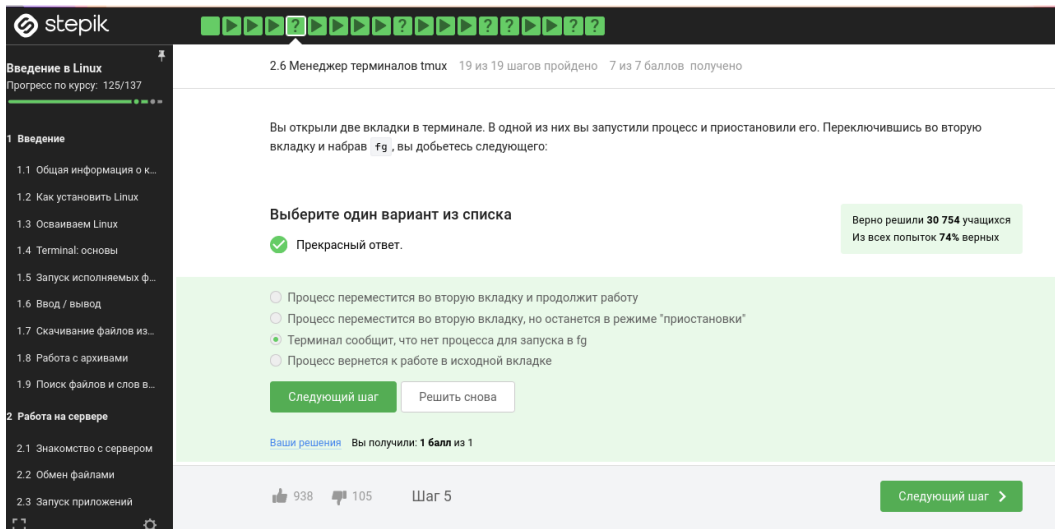 stepik
Введение в Linux
Прогресс по курсу: 125/137
1 Введение
1.1 Общая информация о к...
1.2 Как установить Linux
1.3 Осваиваем Linux
1.4 Terminal: основы
1.5 Запуск исполняемых ф...
1.6 Ввод / вывод
1.7 Скачивание файлов из...
1.8 Работа с архивами
1.9 Поиск файлов и слов в...
2 Работа на сервере
2.1 Знакомство с сервером
2.2 Обмен файлами
2.3 Запуск приложений
2.6 Менеджер терминалов tmux 19 из 19 шагов пройдено 7 из 7 баллов получено
Вы открыли две вкладки в терминале. В одной из них вы запустили процесс и приостановили его. Переключившись во вторую
вкладку и набрав fg , вы добьетесь следующего:
Выберите один вариант из списка
Прекрасный ответ.
Верно решили 30 754 учащихся
Из всех попыток 74% верных
Процесс переместится во вторую вкладку и продолжит работу
Процесс переместится во вторую вкладку, но останется в режиме "приостановки"
Терминал сообщит, что нет процесса для запуска в fg
Процесс вернется к работе в исходной вкладке
Следующий шаг Решить снова
Ваши решения Вы получили: 1 балл из 1
938 105 Шаг 5
Следующий шаг